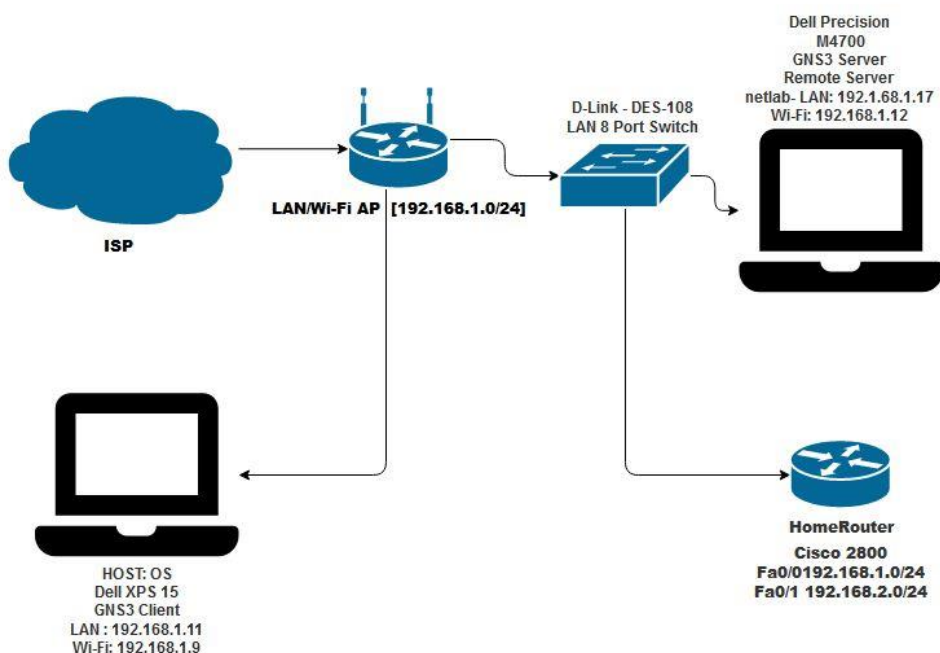 Dell Precision
M4700
GNS3 Server
Remote Server
netlab- LAN: 192.1.68.1.17
Wi-Fi: 192.168.1.12
D-Link - DES-108
LAN 8 Port Switch
LAN/Wi-Fi AP [192.168.1.0/24]
ISP
HOST: OS
Dell XPS 15
GNS3 Client
LAN : 192.168.1.11
Wi-Fi: 192.168.1.9
HomeRouter
Cisco 2800
Fa0/0192.168.1.0/24
Fa0/1 192.168.2.0/24